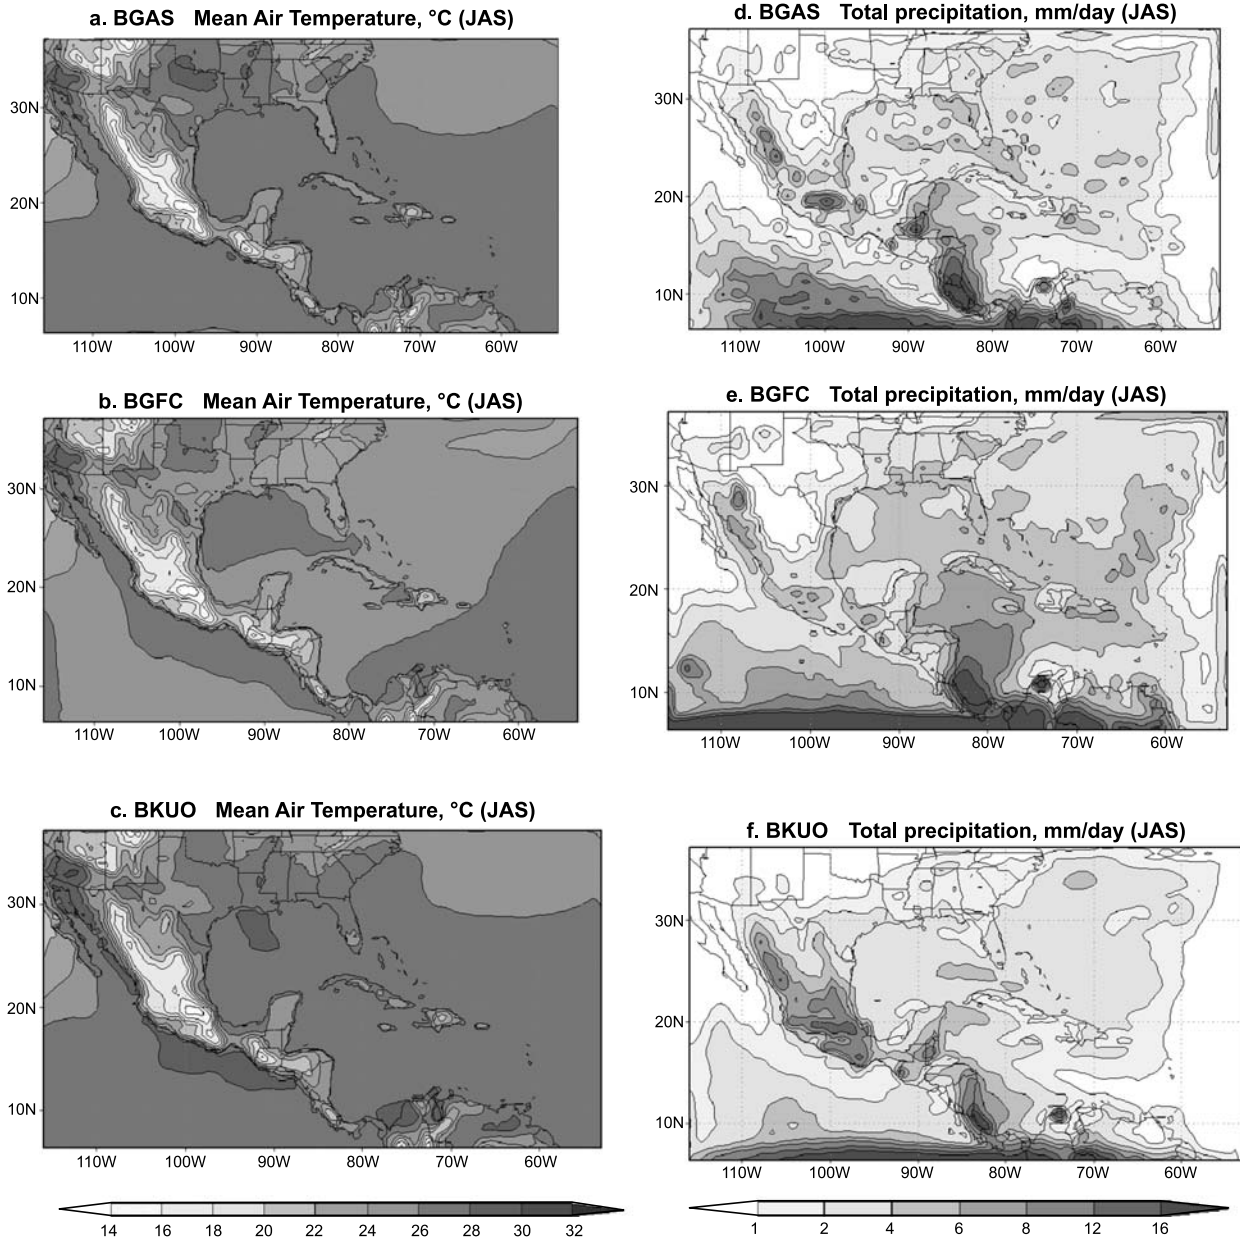 a. BGAS Mean Air Temperature, °C (JAS)
30N
20N
10N
110W 100W 90W 80W 70W 60W
b. BGFC Mean Air Temperature, °C (JAS)
30N
20N
10N
110W 100W 90W 80W 70W 60W
c. BKUO Mean Air Temperature, °C (JAS)
30N
20N
10N
110W 100W 90W 80W 70W 60W
14 16 18 20 22 24 26 28 30 32
d. BGAS Total precipitation, mm/day (JAS)
30N
20N
10N
110W 100W 90W 80W 70W 60W
e. BGFC Total precipitation, mm/day (JAS)
30N
20N
10N
110W 100W 90W 80W 70W 60W
f. BKUO Total precipitation, mm/day (JAS)
30N
20N
10N
110W 100W 90W 80W 70W 60W
1 2 4 6 8 12 16